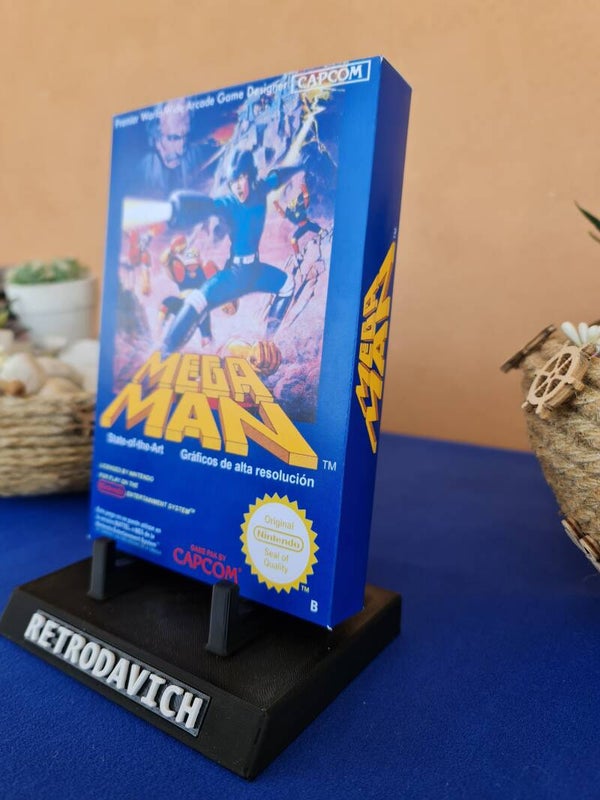 Premier World-Wide Arcade Game Designer
CAPCOM
MEGA
MAN
TM
State-of-the-Art
Gráficos de alta resolución
LICENSED BY NINTENDO
FOR PLAY ON THE
Nintendo ENTERTAINMENT SYSTEM™
Original
Nintendo
Seal of
Quality
TM
GAME PAK BY
CAPCOM
B
MEGA
MAN
RETRODAVICH